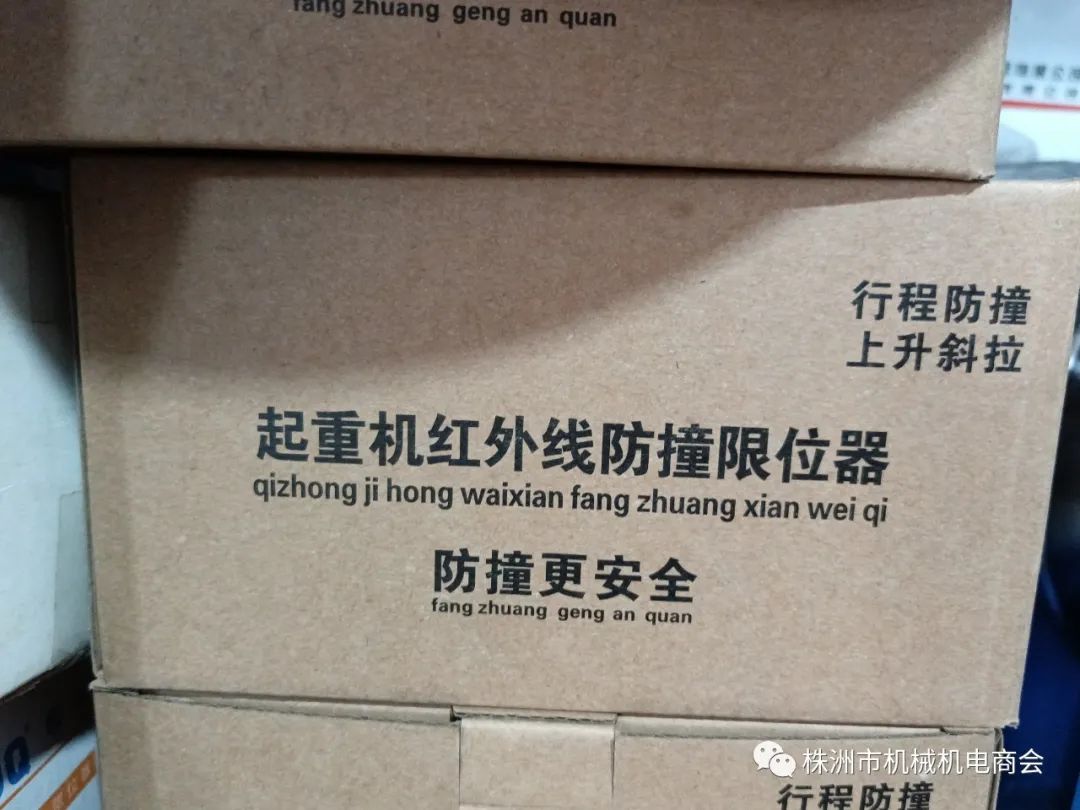 fang zhuang geng an quan
行程防撞
上升斜拉
起重机红外线防撞限位器
qizhong ji hong waixian fang zhuang xian wei qi
防撞更安全
fang zhuang geng an quan
株洲市机械机电商会
行程防撞